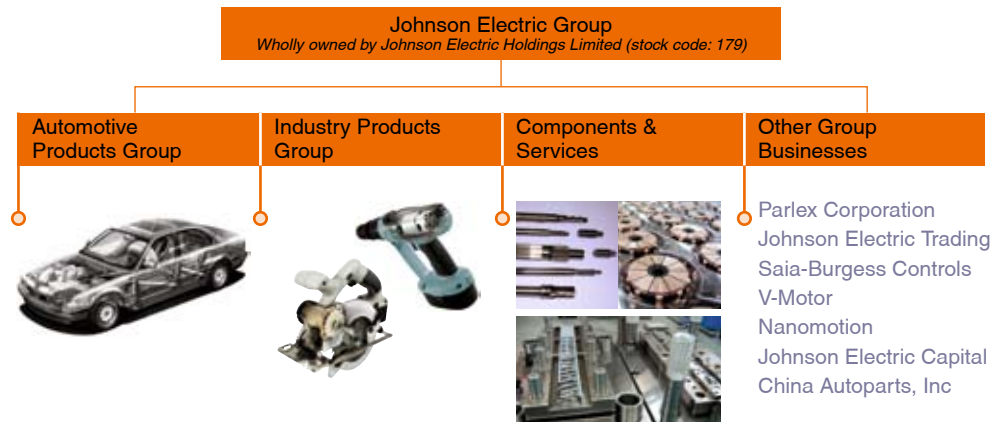 Johnson Electric Group
Wholly owned by Johnson Electric Holdings Limited (stock code: 179)
Automotive
Products Group
Industry Products
Group
Components &
Services
Other Group
Businesses
Parlex Corporation
Johnson Electric Trading
Saia-Burgess Controls
V-Motor
Nanomotion
Johnson Electric Capital
China Autoparts, Inc